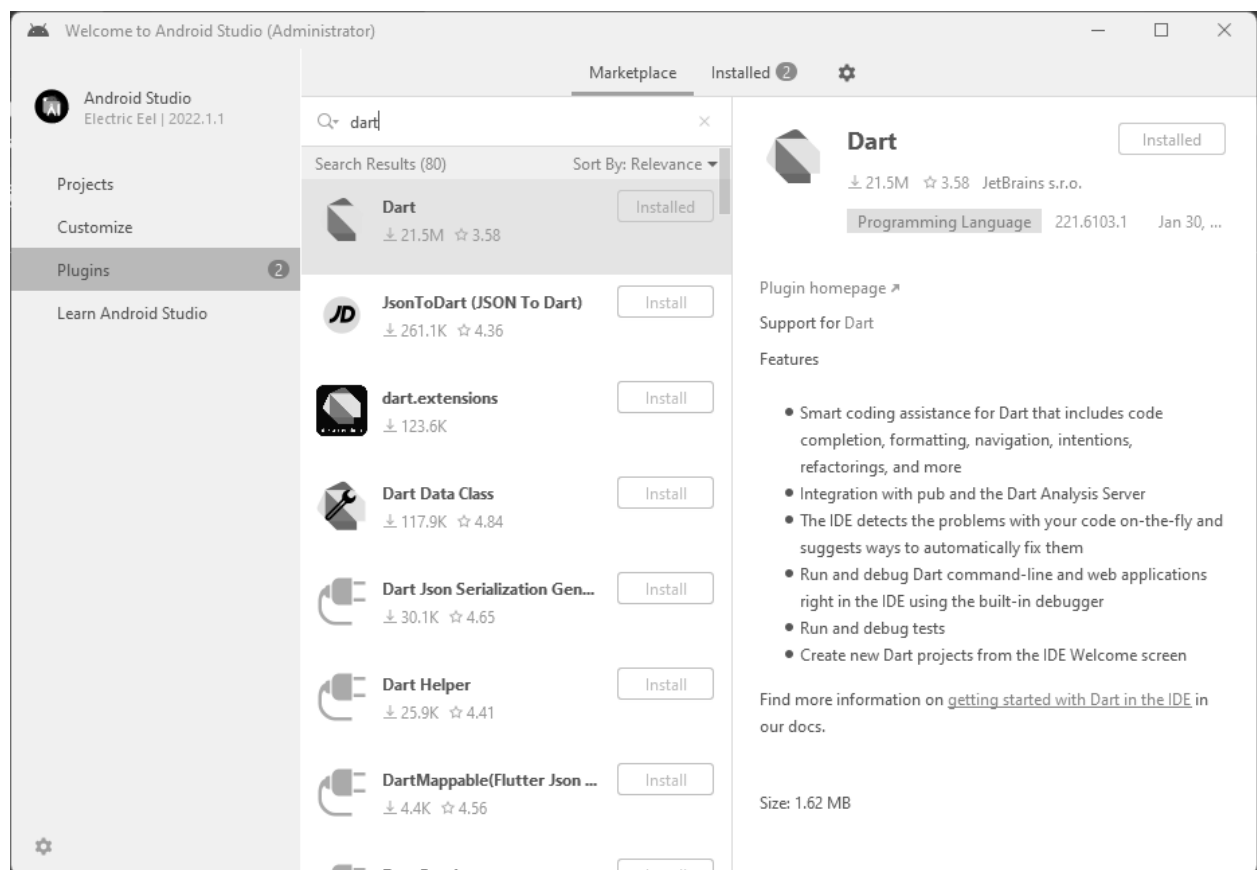 Welcome to Android Studio (Administrator)
Marketplace
Installed 2
Android Studio
Electric Eel | 2022.1.1
Projects
Customize
Plugins 2
Learn Android Studio
dart
Search Results (80) Sort By: Relevance
Dart Installed
21.5M 3.58
JsonToDart (JSON To Dart) Install
261.1K 4.36
dart.extensions Install
123.6K
Dart Data Class Install
117.9K 4.84
Dart Json Serialization Gen... Install
30.1K 4.65
Dart Helper Install
25.9K 4.41
DartMappable(Flutter Json ... Install
4.4K 4.56
Dart Installed
21.5M 3.58 JetBrains s.r.o.
Programming Language 221.6103.1 Jan 30, ...
Plugin homepage
Support for Dart
Features
Smart coding assistance for Dart that includes code
completion, formatting, navigation, intentions,
refactorings, and more
Integration with pub and the Dart Analysis Server
The IDE detects the problems with your code on-the-fly and
suggests ways to automatically fix them
Run and debug Dart command-line and web applications
right in the IDE using the built-in debugger
Run and debug tests
Create new Dart projects from the IDE Welcome screen
Find more information on getting started with Dart in the IDE in
our docs.
Size: 1.62 MB